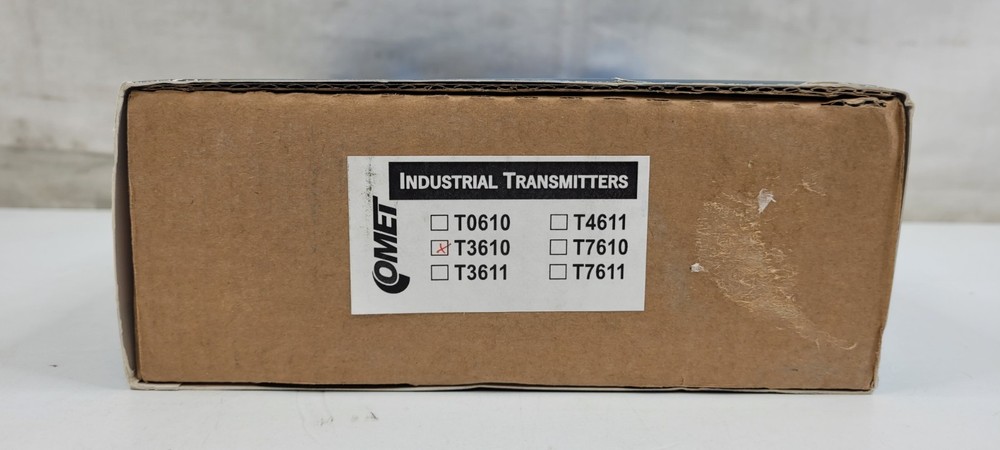 INDUSTRIAL TRANSMITTERS
COMET
☐ T0610 ☐ T4611
☒ T3610 ☐ T7610
☐ T3611 ☐ T7611